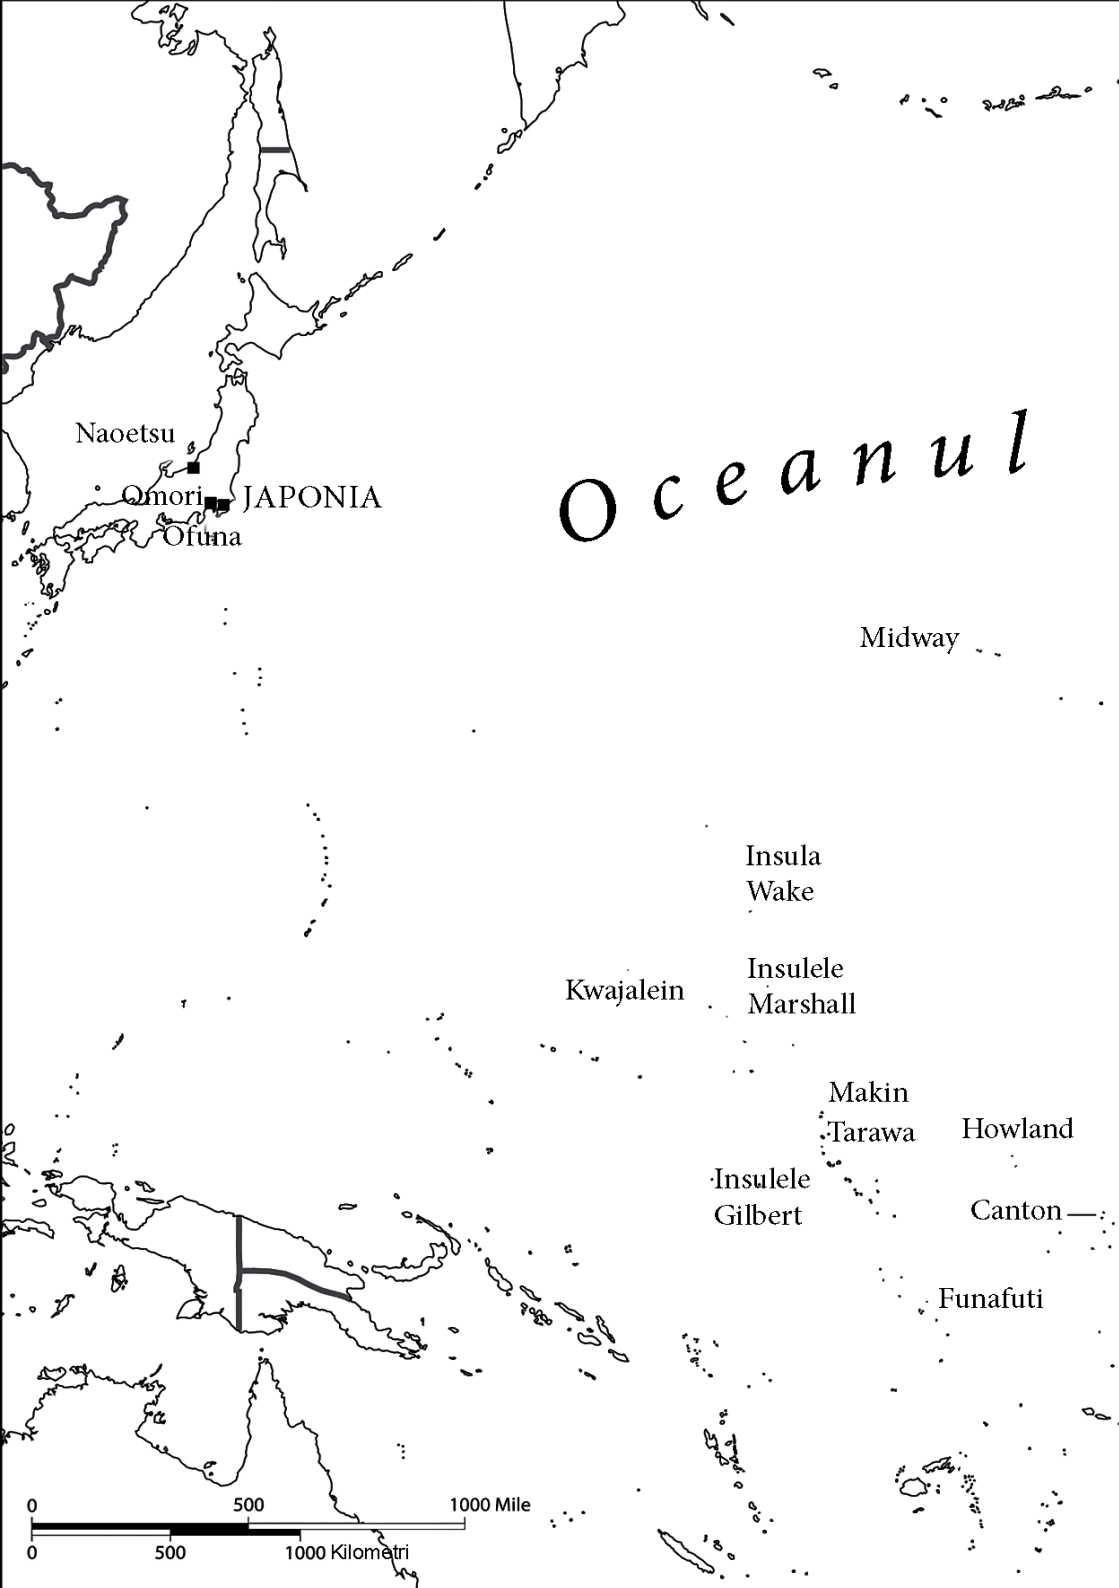 Naoetsu
Omori
JAPONIA
Ofuna
Oceanul
Midway
Insula
Wake
Kwajalein
Insulele
Marshall
Makin
Tarawa
Howland
Insulele
Gilbert
Canton
Funafuti
0 500 1000 Mile
0 500 1000 Kilometri